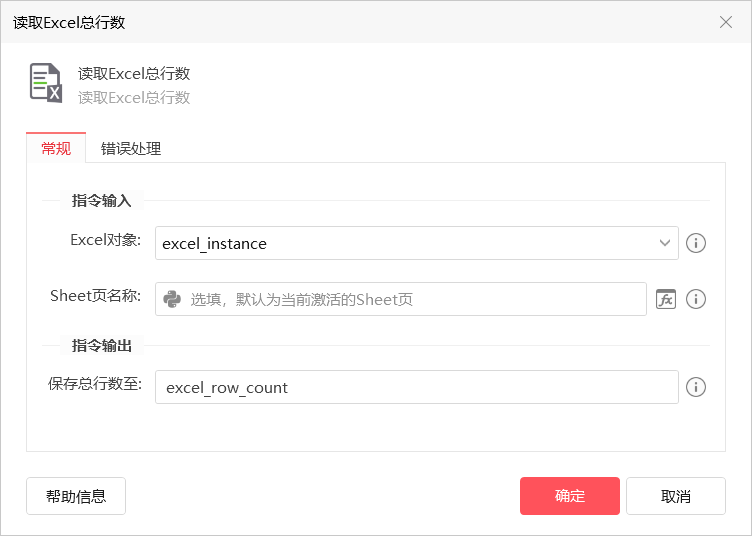 读取Excel总行数
读取Excel总行数
读取Excel总行数
常规 错误处理
指令输入
Excel对象: excel_instance
Sheet页名称: 选填，默认为当前激活的Sheet页
指令输出
保存总行数至: excel_row_count
帮助信息 确定 取消